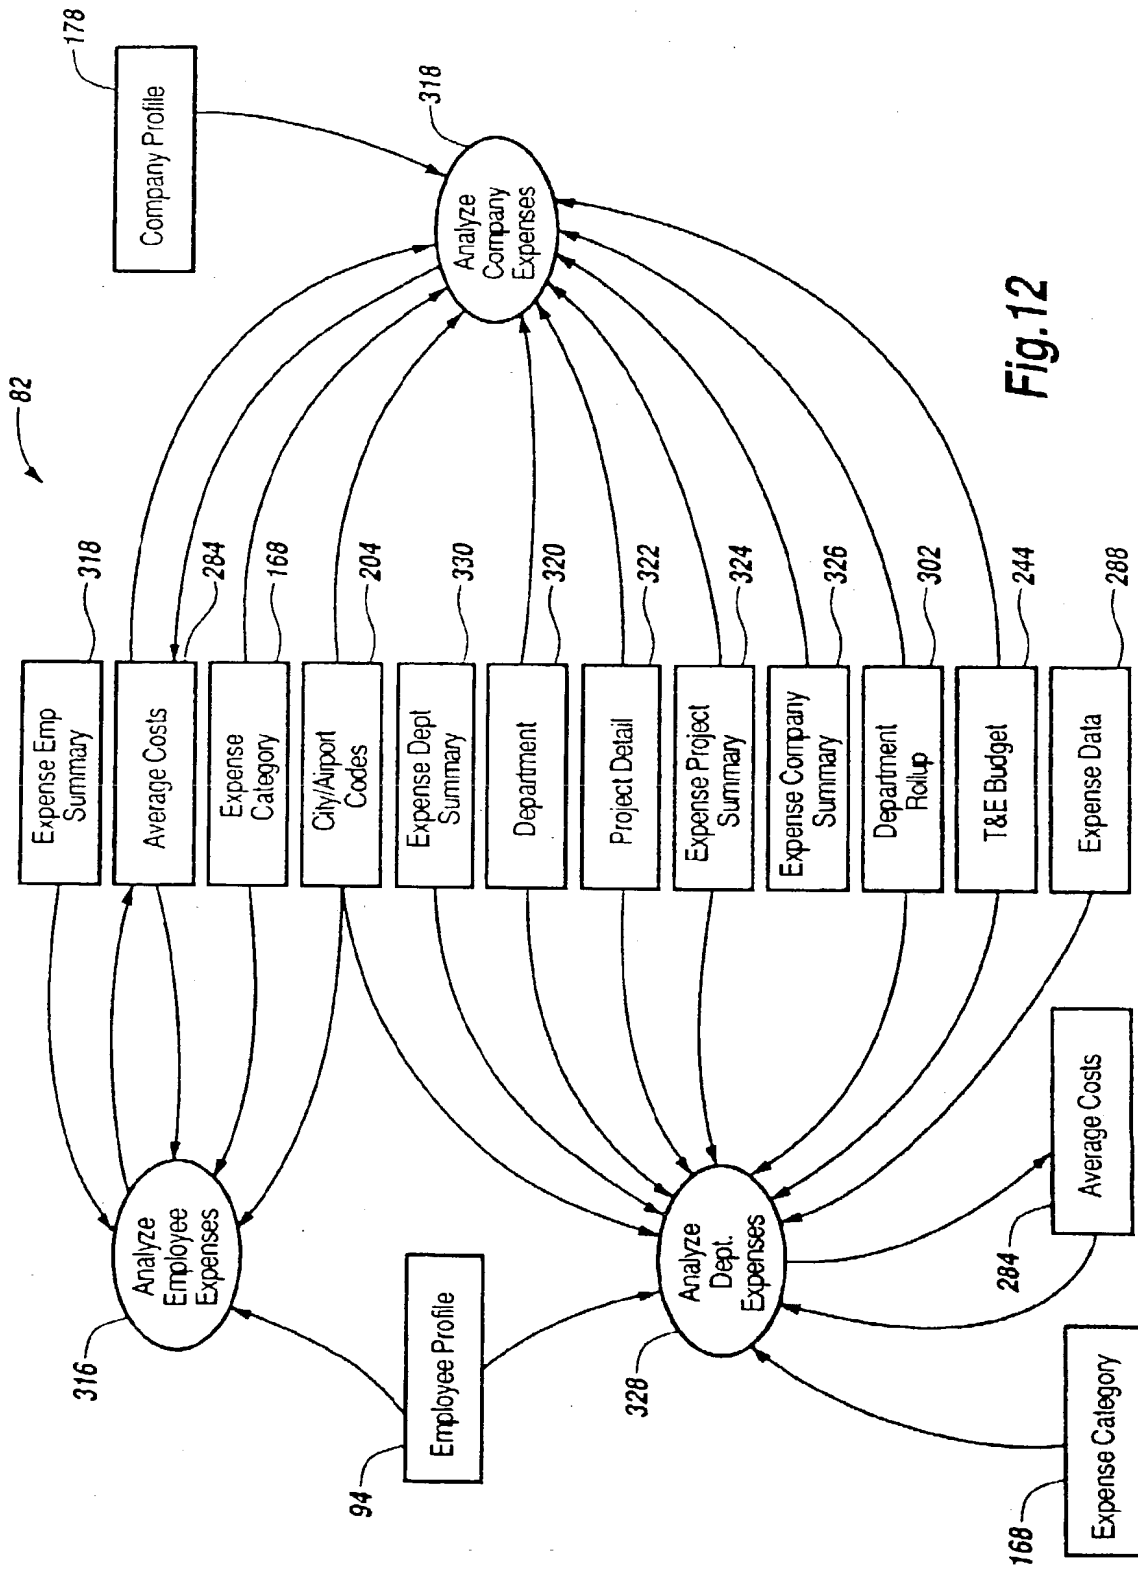 82
Analyze
Employee
Expenses
316
Employee Profile
94
Analyze
Dept.
Expenses
328
Expense Category
168
Average Costs
284
Expense Emp
Summary
318
Average Costs
284
Expense
Category
168
City/Airport
Codes
204
Expense Dept
Summary
330
Department
320
Project Detail
322
Expense Project
Summary
324
Expense Company
Summary
326
Department
Rollup
302
T&E Budget
244
Expense Data
288
Company Profile
178
Analyze
Company
Expenses
318
Fig.12